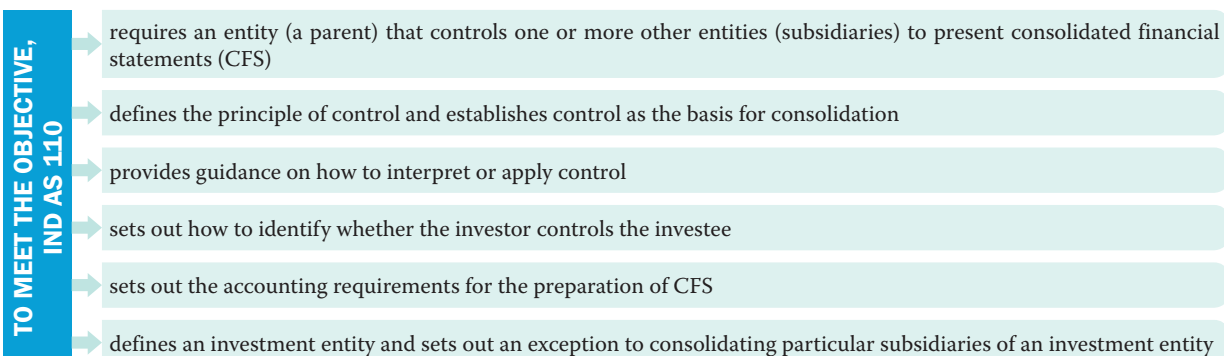 TO MEET THE OBJECTIVE,
IND AS 110
requires an entity (a parent) that controls one or more other entities (subsidiaries) to present consolidated financial
statements (CFS)
defines the principle of control and establishes control as the basis for consolidation
provides guidance on how to interpret or apply control
sets out how to identify whether the investor controls the investee
sets out the accounting requirements for the preparation of CFS
defines an investment entity and sets out an exception to consolidating particular subsidiaries of an investment entity